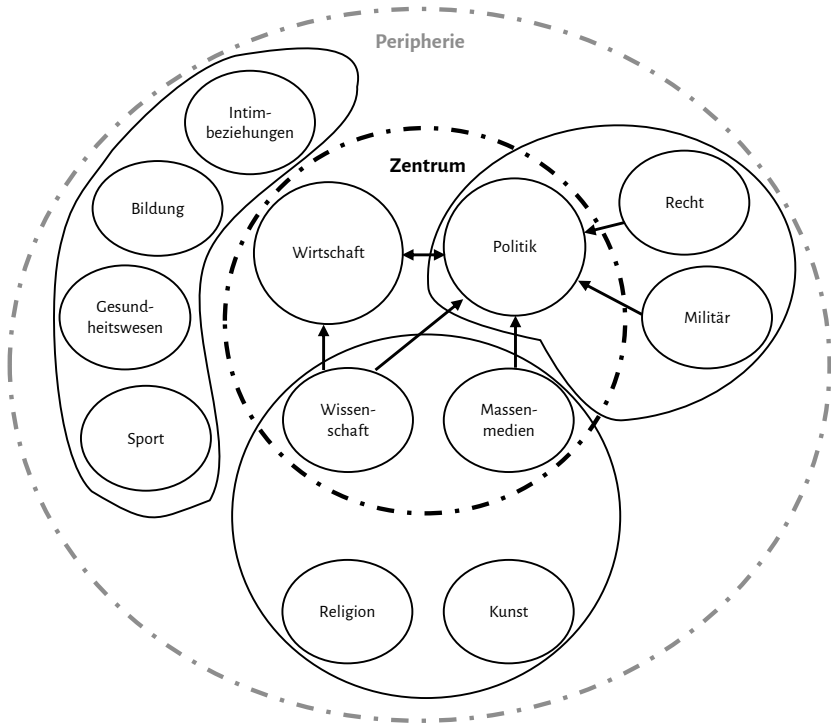 Peripherie
Intim-
beziehungen
Zentrum
Bildung
Recht
Wirtschaft
Politik
Gesund-
heitswesen
Militär
Wissen-
schaft
Massen-
medien
Sport
Religion
Kunst